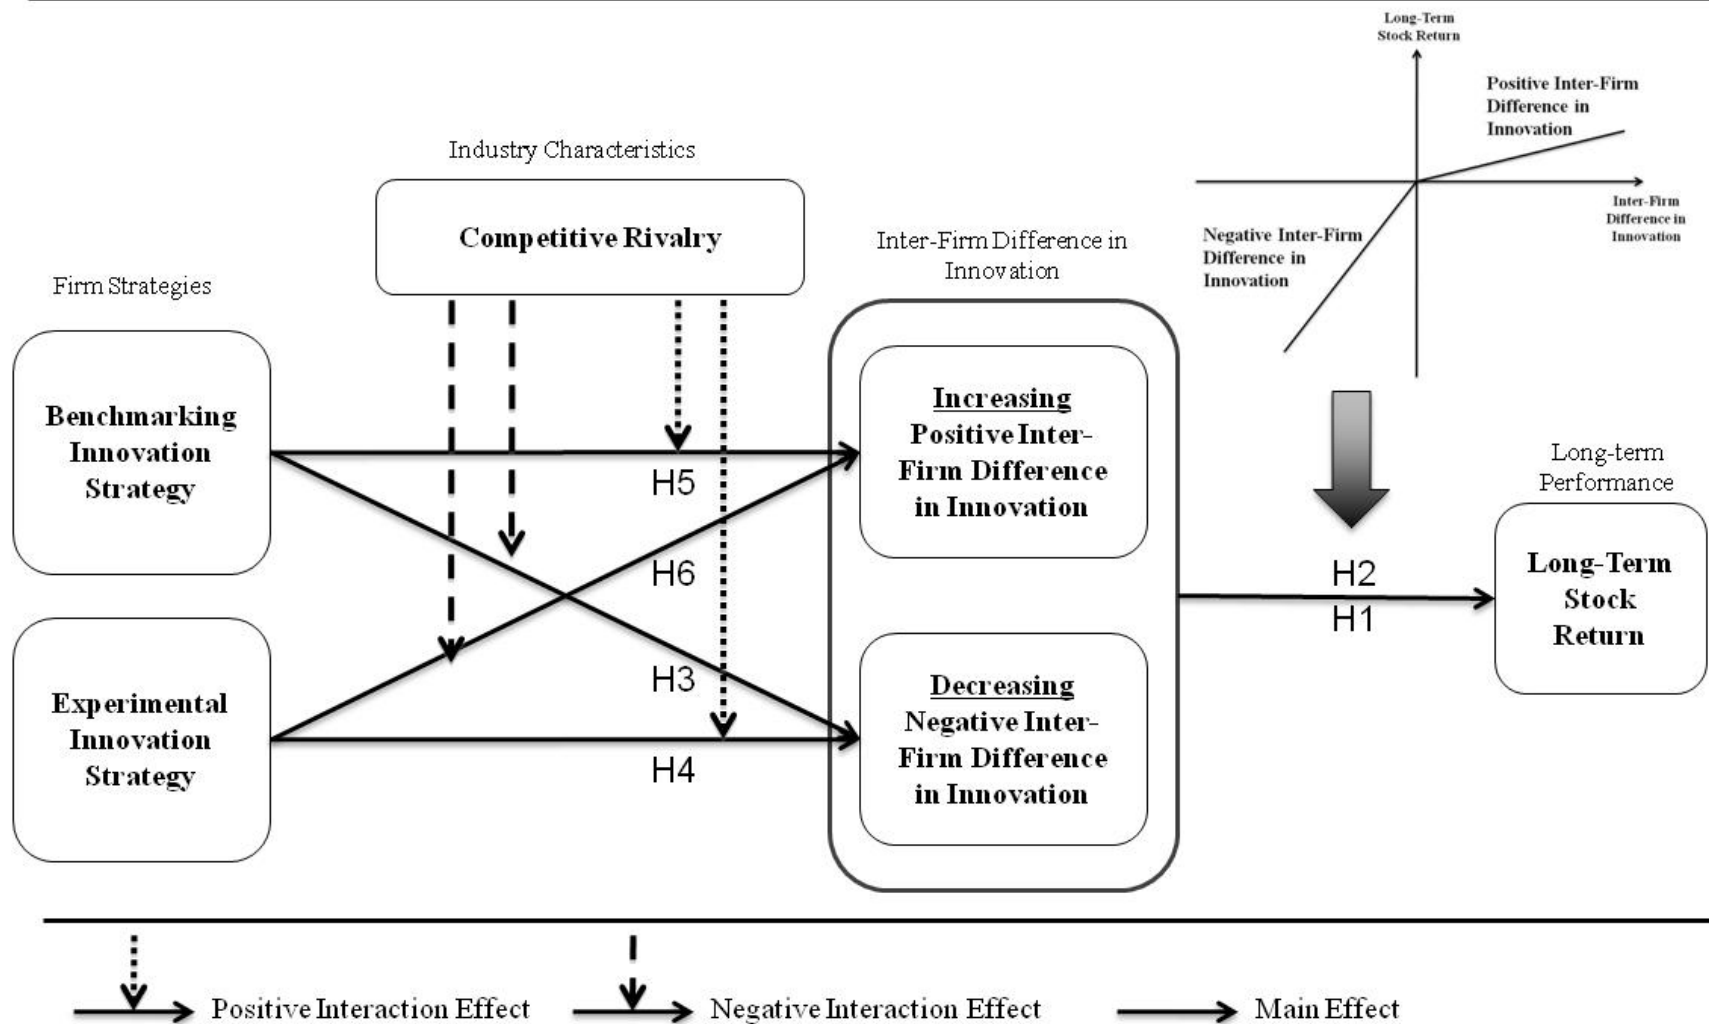 Long-Term
Stock Return
Positive Inter-Firm
Difference in
Innovation
Inter-Firm
Difference in
Innovation
Negative Inter-Firm
Difference in
Innovation
Industry Characteristics
Competitive Rivalry
Firm Strategies
Benchmarking
Innovation
Strategy
Experimental
Innovation
Strategy
H5
H6
H3
H4
Inter-Firm Difference in
Innovation
Increasing
Positive Inter-
Firm Difference
in Innovation
Decreasing
Negative Inter-
Firm Difference
in Innovation
H2
H1
Long-term
Performance
Long-Term
Stock
Return
Positive Interaction Effect
Negative Interaction Effect
Main Effect